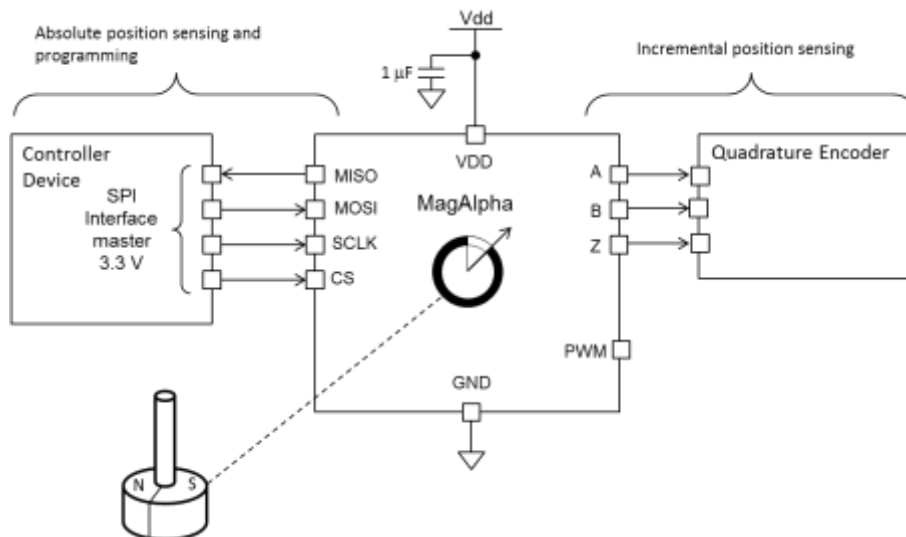 Absolute position sensing and
programming
Vdd
Incremental position sensing
1 µF
Controller
Device
SPI
Interface
master
3.3 V
MISO
MOSI
SCLK
CS
VDD
MagAlpha
A
B
Z
PWM
GND
Quadrature Encoder
N S